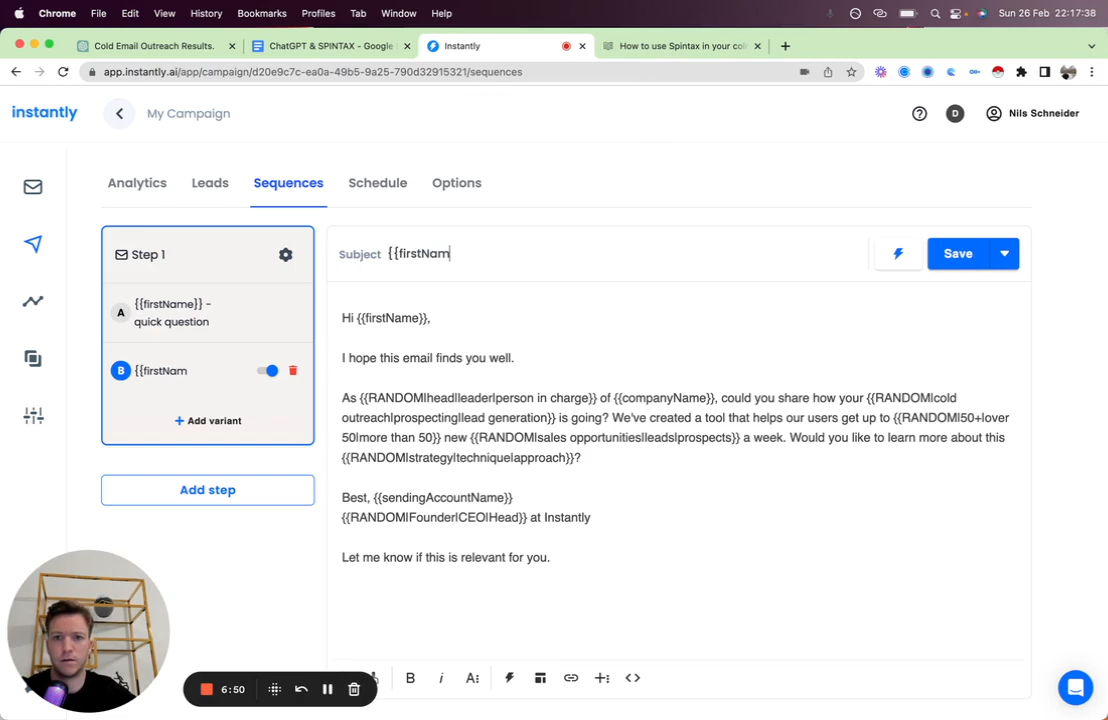 Chrome File Edit View History Bookmarks Profiles Tab Window Help Sun 26 Feb 22:17:38
Cold Email Outreach Results. ChatGPT & SPINTAX - Google Instantly How to use Spintax in your col
app.instantly.ai/app/campaign/d20e9c7c-ea0a-49b5-9a25-790d32915321/sequences
instantly My Campaign D Nils Schneider
Analytics Leads Sequences Schedule Options
Step 1
Subject {{firstNam
Save
A {{firstName}} -
quick question
B {{firstNam
+ Add variant
Add step
Hi {{firstName}},
I hope this email finds you well.
As {{RANDOM|head|leader|person in charge}} of {{companyName}}, could you share how your {{RANDOM|cold
outreach|prospecting|lead generation}} is going? We've created a tool that helps our users get up to {{RANDOM|50+|over
50|more than 50}} new {{RANDOM|sales opportunities|leads|prospects}} a week. Would you like to learn more about this
{{RANDOM|strategy|technique|approach}}?
Best, {{sendingAccountName}}
{{RANDOM|Founder|CEO|Head}} at Instantly
Let me know if this is relevant for you.
6:50
B i A